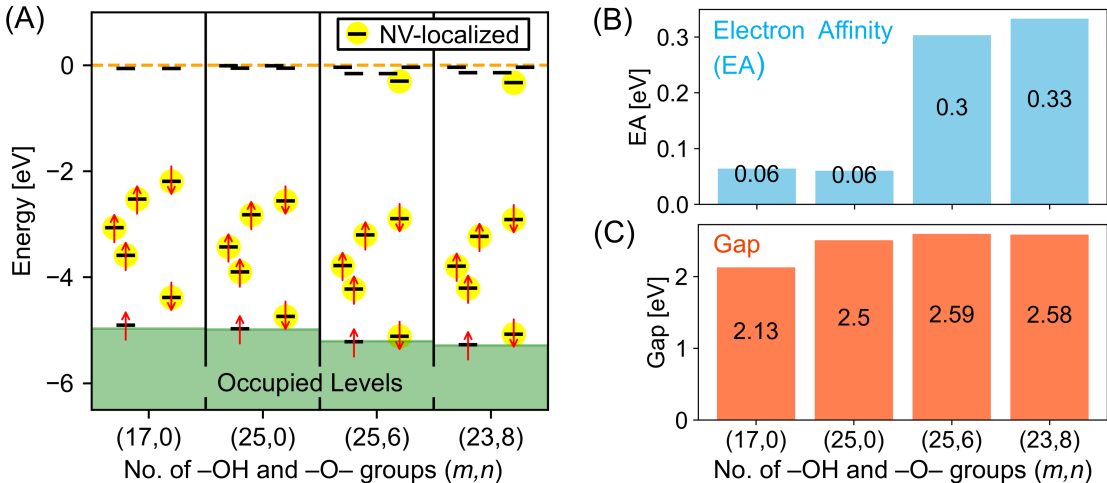 (A)
NV-localized
Energy [eV]
0
−2
−4
−6
Occupied Levels
(17,0) (25,0) (25,6) (23,8)
No. of –OH and –O– groups (m,n)
(B)
Electron Affinity
(EA)
EA [eV]
0.3
0.2
0.1
0.0
0.06 0.06 0.3 0.33
(C)
Gap
Gap [eV]
2
1
0
2.13 2.5 2.59 2.58
(17,0) (25,0) (25,6) (23,8)
No. of –OH and –O– groups (m,n)